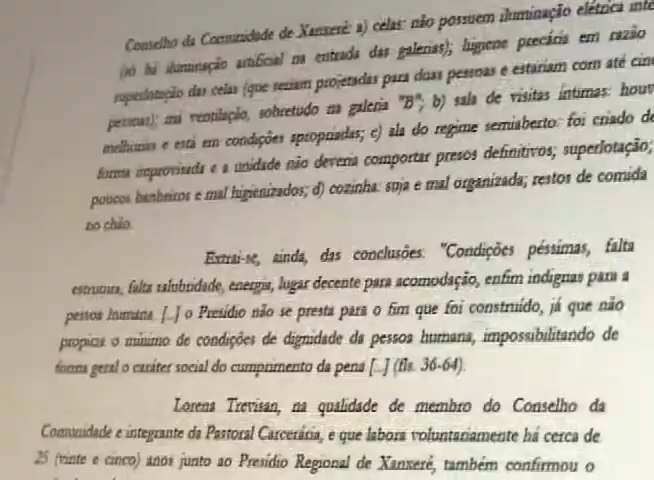 Conselho da Comunidade de Xanxerê: a) celas: não possuem iluminação elétrica inte
(só há iluminação artificial na entrada das galerias); higiene precária em razão
superlotação das celas (que seriam projetadas para duas pessoas e estariam com até cinc
pessoas); má ventilação, sobretudo na galeria "B"; b) sala de visitas íntimas: houv
melhorias e está em condições apropriadas; c) ala do regime semiaberto: foi criado de
forma improvisada e a unidade não deveria comportar presos definitivos; superlotação;
poucos banheiros e mal higienizados; d) cozinha: suja e mal organizada; restos de comida
no chão.
Extrai-se, ainda, das conclusões: "Condições péssimas, falta
estrutura, falta salubridade, energia, lugar decente para acomodação, enfim indignas para a
pessoa humana. [...] o Presídio não se presta para o fim que foi construído, já que não
propicia o mínimo de condições de dignidade da pessoa humana, impossibilitando de
forma geral o caráter social do cumprimento da pena [...] (fls. 36-64).
Lorena Trevisan, na qualidade de membro do Conselho da
Comunidade e integrante da Pastoral Carcerária, e que labora voluntariamente há cerca de
25 (vinte e cinco) anos junto ao Presídio Regional de Xanxerê, também confirmou o